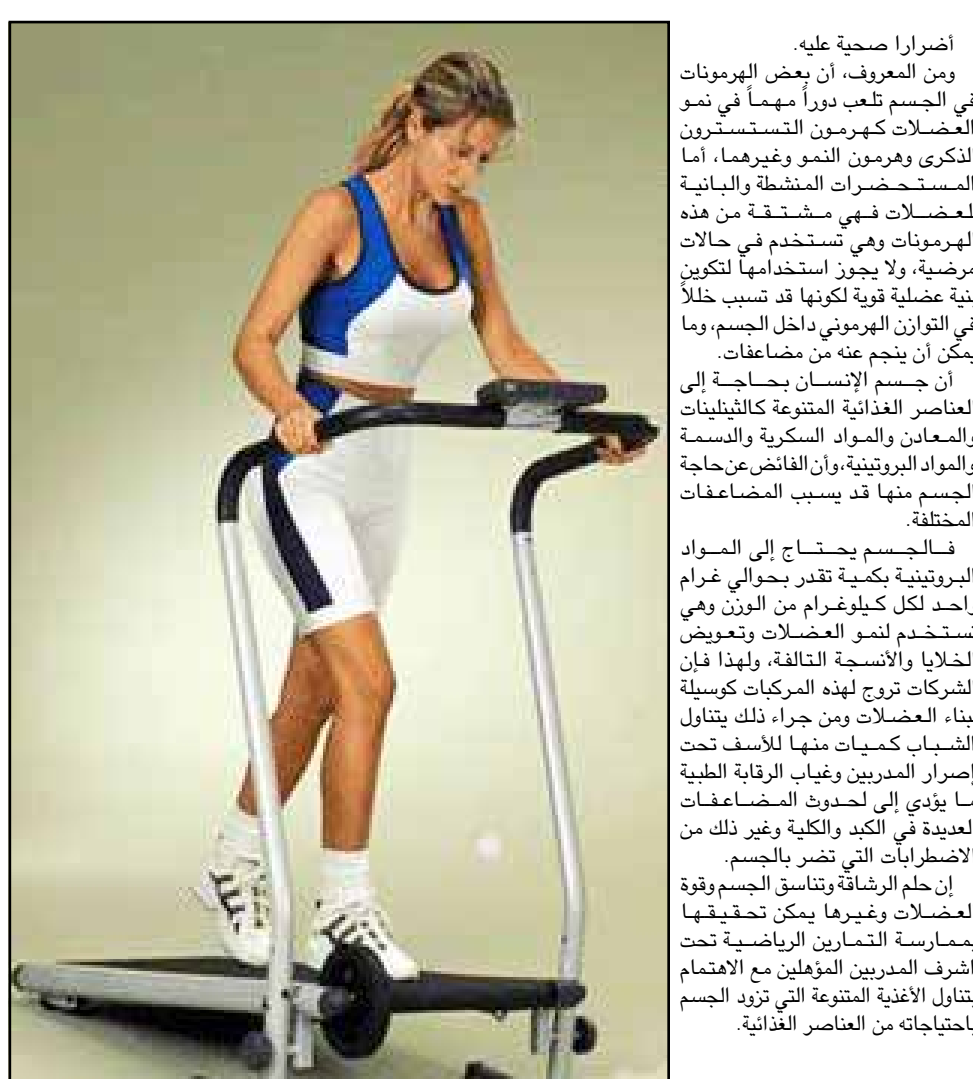 أضرارا صحية عليه.
ومن المعروف، أن بعض الهرمونات
في الجسم تلعب دوراً مهماً في نمو
العضلات كهرمون التستسترون
الذكرى وهرمون النمو وغيرهما، أما
المستحضرات المنشطة والبانية
للعضلات فهي مشتقة من هذه
الهرمونات وهي تستخدم في حالات
مرضية، ولا يجوز استخدامها لتكوين
بنية عضلية قوية لكونها قد تسبب خللاً
في التوازن الهرموني داخل الجسم، وما
يمكن أن ينجم عنه من مضاعفات.
أن جسم الإنسان بحاجة إلى
العناصر الغذائية المتنوعة كالثينلينات
والمعادن والمواد السكرية والدسمة
والمواد البروتينية، وأن الفائض عن حاجة
الجسم منها قد يسبب المضاعفات
المختلفة.
فالجسم يحتاج إلى المواد
البروتينية بكمية تقدر بحوالي غرام
واحد لكل كيلوغرام من الوزن وهي
تستخدم لنمو العضلات وتعويض
الخلايا والأنسجة التالفة، ولهذا فإن
الشركات تروج لهذه المركبات كوسيلة
لبناء العضلات ومن جراء ذلك يتناول
الشباب كميات منها للأسف تحت
إصرار المدربين وغياب الرقابة الطبية
ما يؤدي إلى لحدوث المضاعفات
العديدة في الكبد والكلية وغير ذلك من
الاضطرابات التي تضر بالجسم.
إن حلم الرشاقة وتناسق الجسم وقوة
العضلات وغيرها يمكن تحقيقها
بممارسة التمارين الرياضية تحت
اشرف المدربين المؤهلين مع الاهتمام
بتناول الأغذية المتنوعة التي تزود الجسم
باحتياجاته من العناصر الغذائية.